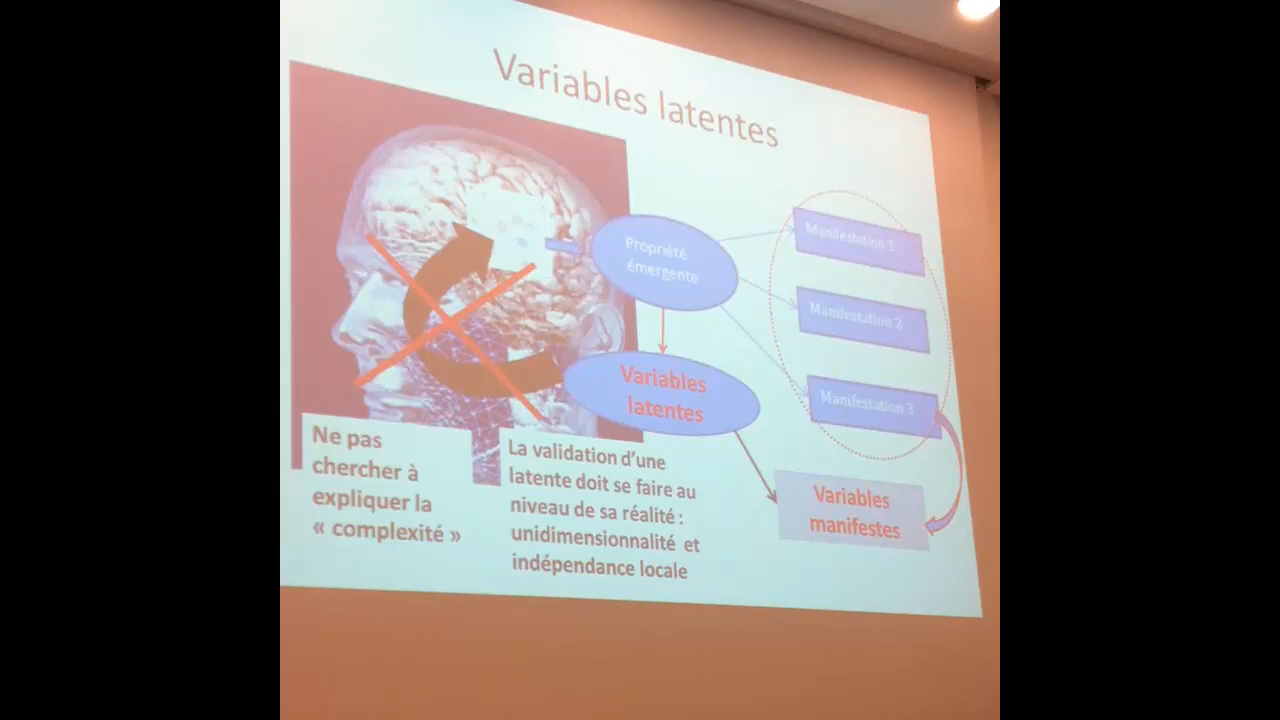 Variables latentes
Propriété
émergente
Manifestation 1
Manifestation 2
Manifestation 3
Variables
latentes
Variables
manifestes
Ne pas
chercher à
expliquer la
« complexité »
La validation d'une
latente doit se faire au
niveau de sa réalité :
unidimensionnalité et
indépendance locale